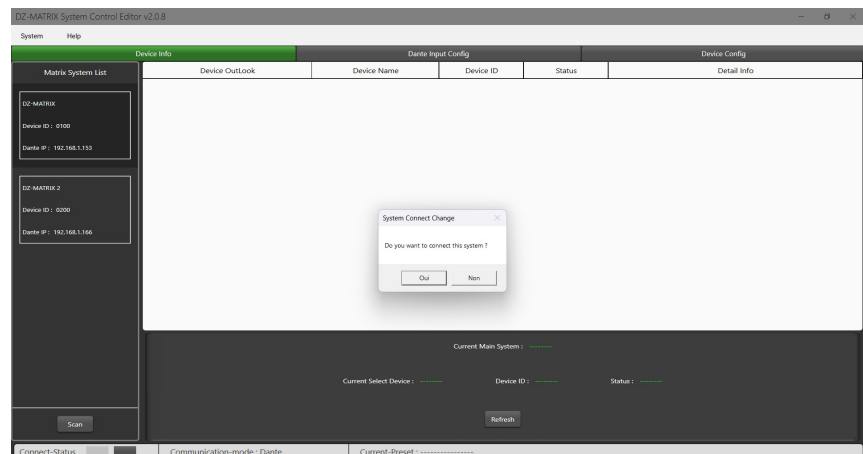 DZ-MATRIX System Control Editor v2.0.8
System Help
Device Info Dante Input Config Device Config
Matrix System List Device OutLook Device Name Device ID Status Detail Info
DZ-MATRIX
Device ID : 0100
Dante IP : 192.168.1.153
DZ-MATRIX 2
Device ID : 0200
Dante IP : 192.168.1.166
System Connect Change
Do you want to connect this system ?
Oui Non
Current Main System : --------
Current Select Device : -------- Device ID : -------- Status : --------
Scan
Refresh
Connect-Status Communication-mode : Dante Current-Preset : ----------------